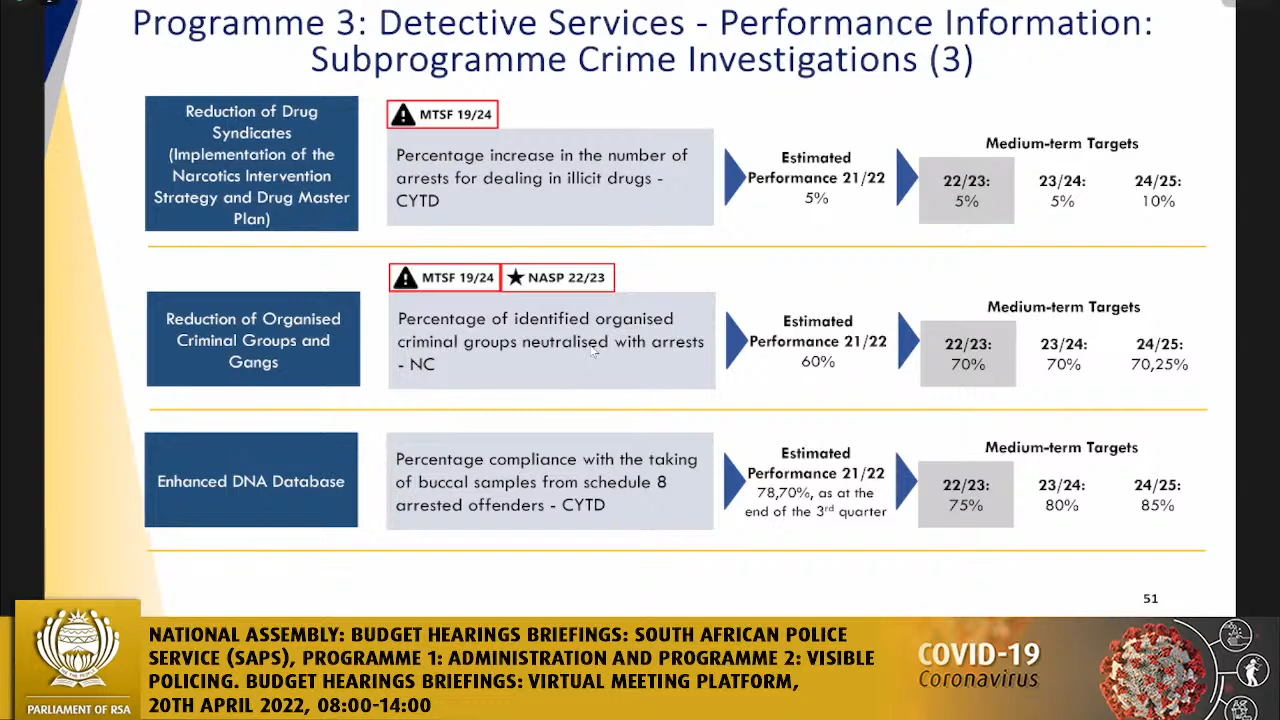 Programme 3: Detective Services - Performance Information:
Subprogramme Crime Investigations (3)
Reduction of Drug
Syndicates
(Implementation of the
Narcotics Intervention
Strategy and Drug Master
Plan)
MTSF 19/24
Percentage increase in the number of
arrests for dealing in illicit drugs -
CYTD
Estimated
Performance 21/22
5%
Medium-term Targets
22/23:
5%
23/24:
5%
24/25:
10%
Reduction of Organised
Criminal Groups and
Gangs
MTSF 19/24
NASP 22/23
Percentage of identified organised
criminal groups neutralised with arrests
- NC
Estimated
Performance 21/22
60%
Medium-term Targets
22/23:
70%
23/24:
70%
24/25:
70,25%
Enhanced DNA Database
Percentage compliance with the taking
of buccal samples from schedule 8
arrested offenders - CYTD
Estimated
Performance 21/22
78,70%, as at the
end of the 3rd quarter
Medium-term Targets
22/23:
75%
23/24:
80%
24/25:
85%
51
PARLIAMENT OF RSA
NATIONAL ASSEMBLY: BUDGET HEARINGS BRIEFINGS: SOUTH AFRICAN POLICE
SERVICE (SAPS), PROGRAMME 1: ADMINISTRATION AND PROGRAMME 2: VISIBLE
POLICING. BUDGET HEARINGS BRIEFINGS: VIRTUAL MEETING PLATFORM,
20TH APRIL 2022, 08:00-14:00
COVID-19
Coronavirus